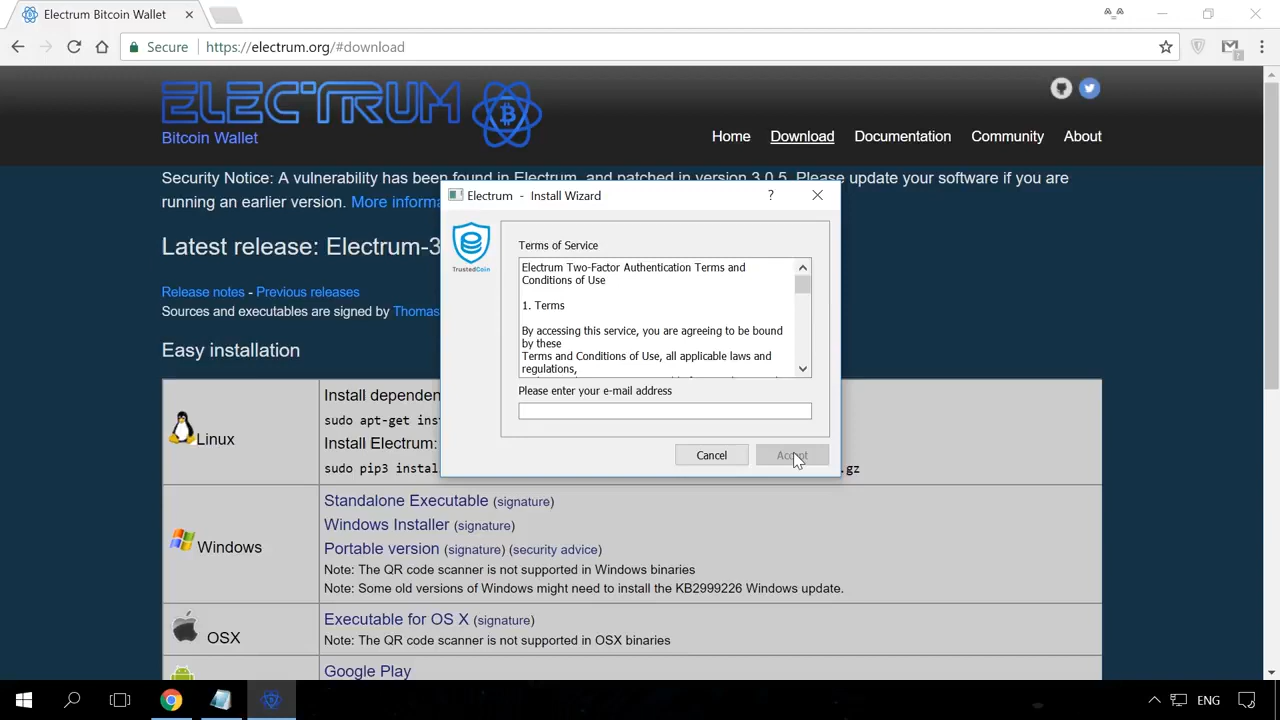 Electrum Bitcoin Wallet
Secure
https://electrum.org/#download
7
ELECTRUM
Bitcoin Wallet
Home
Download
Documentation
Community
About
Security Notice: A vulnerability has been found in Electrum, and patched in version 3.0.5. Please update your software if you are
running an earlier version. More informa
Latest release: Electrum-3
Release notes - Previous releases
Sources and executables are signed by Thomas
Easy installation
Electrum - Install Wizard
?
TrustedCoin
Terms of Service
Electrum Two-Factor Authentication Terms and
Conditions of Use
1. Terms
By accessing this service, you are agreeing to be bound
by these
Terms and Conditions of Use, all applicable laws and
regulations,
Please enter your e-mail address
Cancel
Accept
Linux
Install dependen
sudo apt-get inst
Install Electrum:
sudo pip3 instal
.gz
Windows
Standalone Executable (signature)
Windows Installer (signature)
Portable version (signature) (security advice)
Note: The QR code scanner is not supported in Windows binaries
Note: Some old versions of Windows might need to install the KB2999226 Windows update.
OSX
Executable for OS X (signature)
Note: The QR code scanner is not supported in OSX binaries
Google Play
ENG